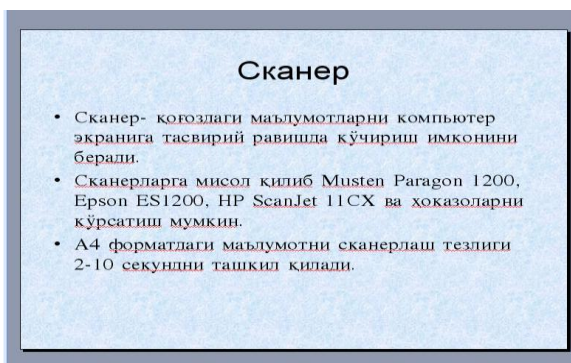 Сканер
• Сканер- қоғоздаги маълумотларни компьютер
экранига тасвирий равишда кўчириш имконини
беради.
• Сканерларга мисол қилиб Musten Paragon 1200,
Epson ES1200, HP ScanJet 11CX ва ҳоказоларни
кўрсатиш мумкин.
• А4 форматдаги маълумотни сканерлаш тезлиги
2-10 секундни ташкил қилади.